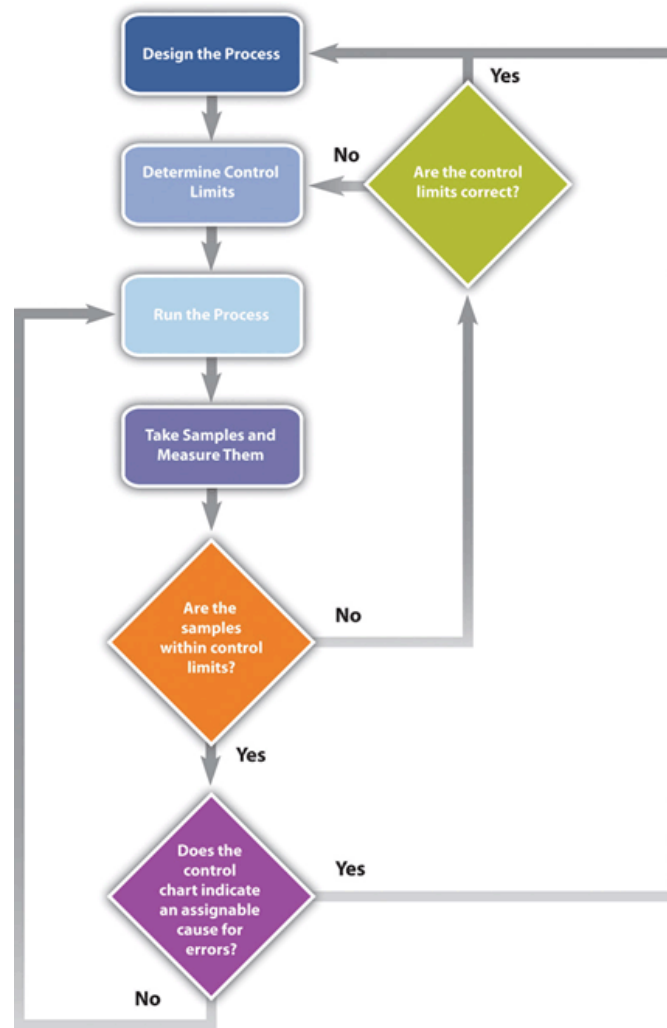 Design the Process
Yes
No
Determine Control
Limits
Are the control
limits correct?
Run the Process
Take Samples and
Measure Them
Are the
samples
within control
limits?
No
Yes
Does the
control
chart indicate
an assignable
cause for
errors?
Yes
No